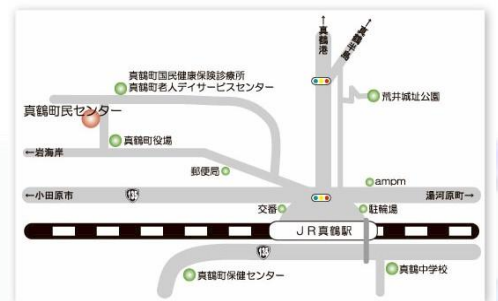 ←真鶴港
←真鶴半島
真鶴町国民健康保険診療所
真鶴町老人デイサービスセンター
荒井城址公園
真鶴町民センター
真鶴町役場
←岩海岸
郵便局
ampm
←小田原市
135
湯河原町→
交番
駐輪場
JR真鶴駅
135
真鶴町保健センター
真鶴中学校